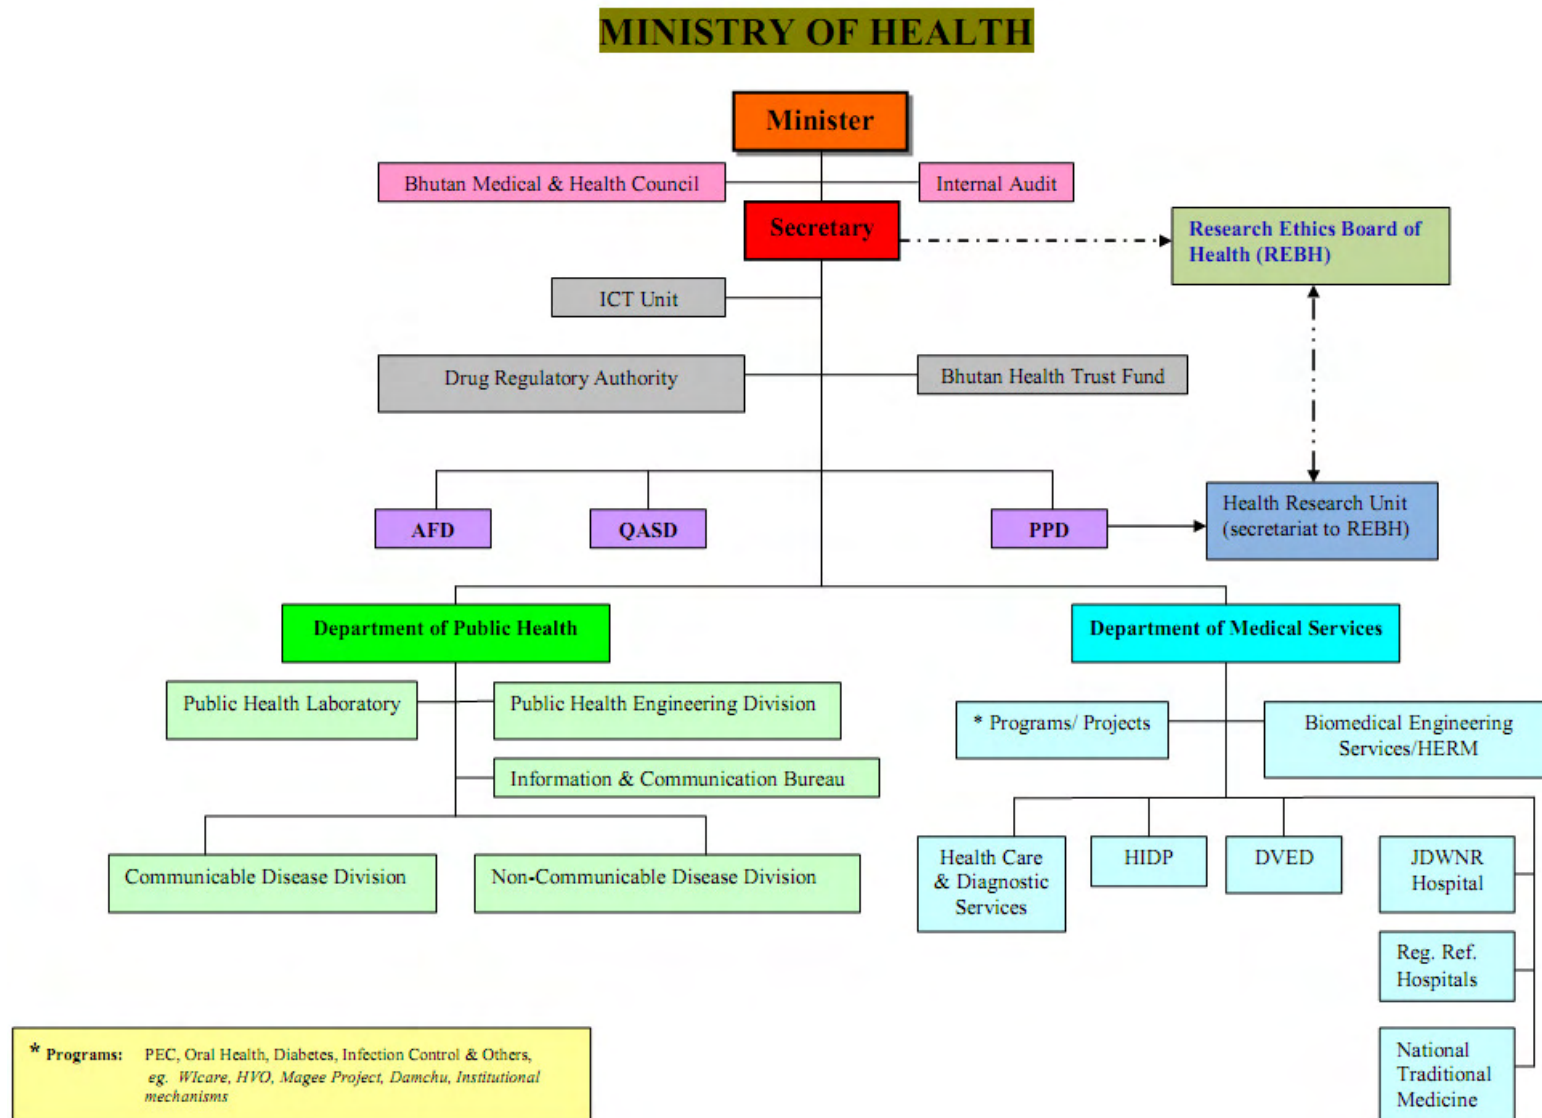 MINISTRY OF HEALTH
Minister
Bhutan Medical & Health Council
Internal Audit
Secretary
Research Ethics Board of
Health (REBH)
ICT Unit
Drug Regulatory Authority
Bhutan Health Trust Fund
AFD
QASD
PPD
Health Research Unit
(secretariat to REBH)
Department of Public Health
Department of Medical Services
Public Health Laboratory
Public Health Engineering Division
* Programs/ Projects
Biomedical Engineering
Services/HERM
Information & Communication Bureau
Communicable Disease Division
Non-Communicable Disease Division
Health Care
& Diagnostic
Services
HIDP
DVED
JDWNR
Hospital
Reg. Ref.
Hospitals
National
Traditional
Medicine
* Programs: PEC, Oral Health, Diabetes, Infection Control & Others,
eg. WIcare, HVO, Magee Project, Damchu, Institutional
mechanisms